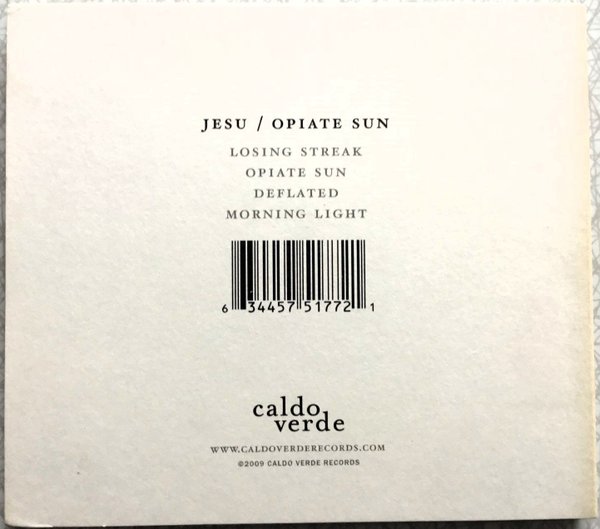 JESU / OPIATE SUN
LOSING STREAK
OPIATE SUN
DEFLATED
MORNING LIGHT
6 34457 51772 1
caldo
verde
WWW.CALDOVERDERECORDS.COM
©2009 CALDO VERDE RECORDS